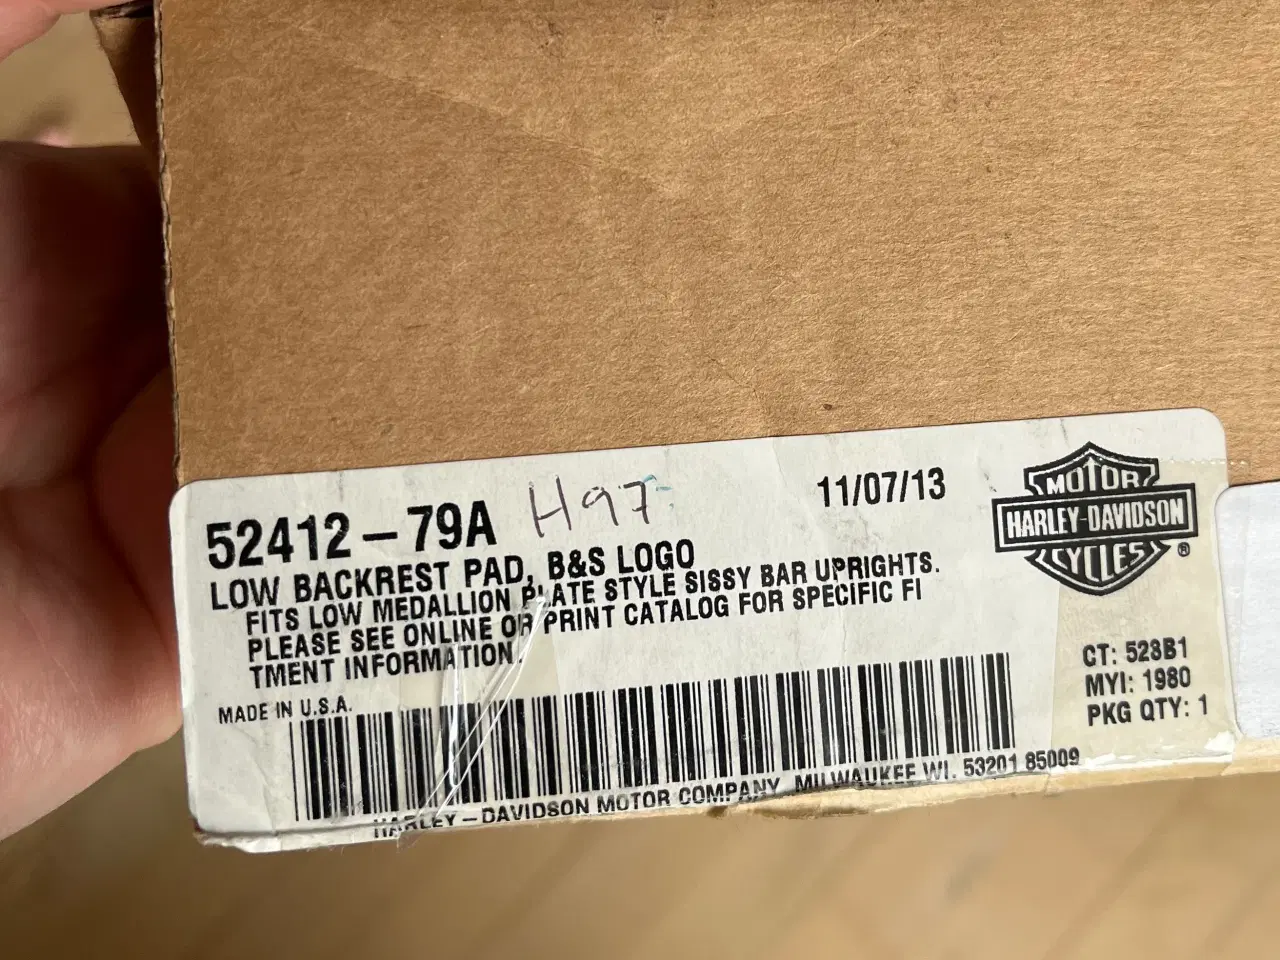 52412-79A H97 11/07/13
LOW BACKREST PAD, B&S LOGO
FITS LOW MEDALLION PLATE STYLE SISSY BAR UPRIGHTS.
PLEASE SEE ONLINE OR PRINT CATALOG FOR SPECIFIC FI
TMENT INFORMATION.
MADE IN U.S.A.
HARLEY-DAVIDSON MOTOR COMPANY MILWAUKEE WI. 53201 85009
MOTOR
HARLEY-DAVIDSON
CYCLES®
CT: 523B1
MYI: 1980
PKG QTY: 1